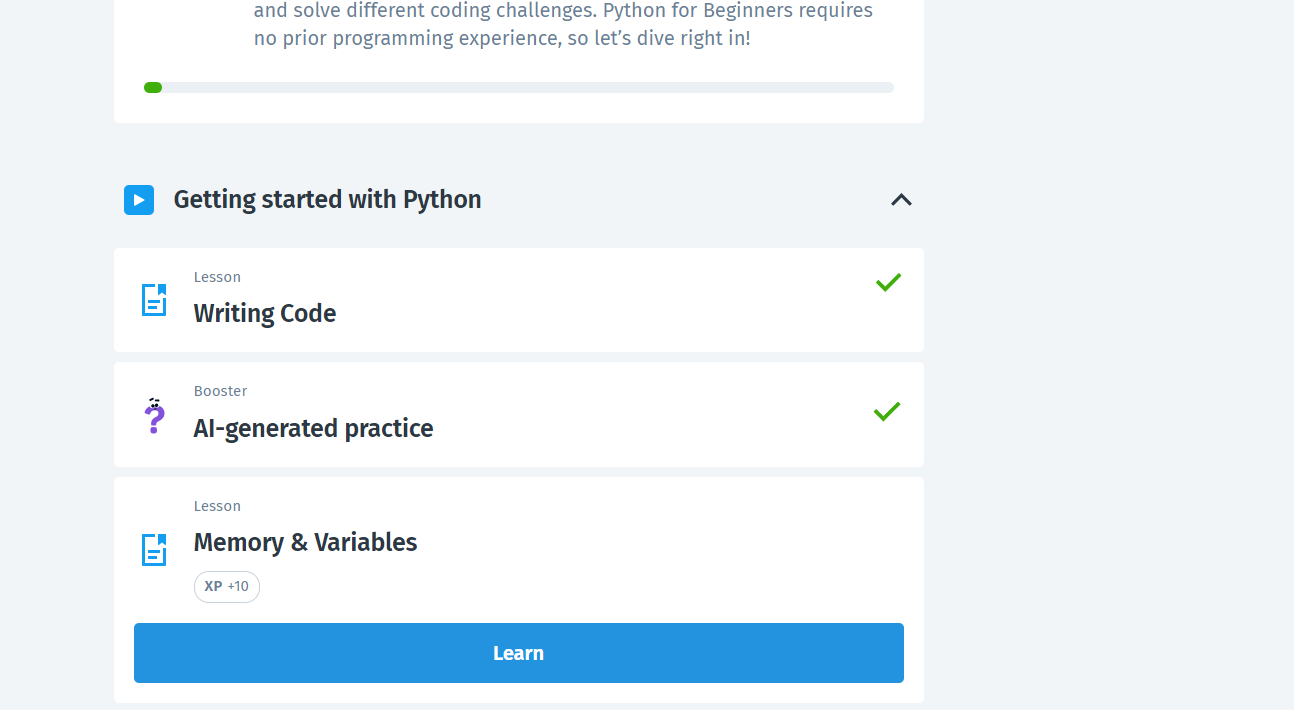 and solve different coding challenges. Python for Beginners requires
no prior programming experience, so let’s dive right in!
Getting started with Python
Lesson
Writing Code
Booster
AI-generated practice
Lesson
Memory & Variables
XP +10
Learn